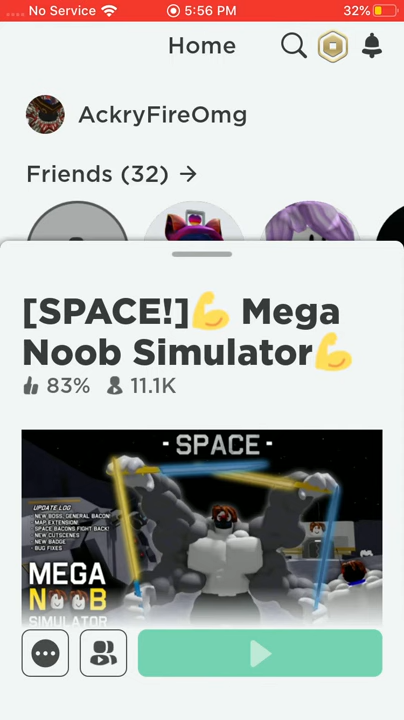 No Service 5:56 PM 32%
Home
AckryFireOmg
Friends (32) →
[SPACE!]💪 Mega
Noob Simulator💪
83% 11.1K
- SPACE -
UPDATE LOG
- NEW BOSS, GENERAL BACON!
- MAP EXTENSION!
- SPACE BACONS FIGHT BACK!
- NEW CUTSCENES
- NEW BADGE
- BUG FIXES
MEGA
NOOB
SIMULATOR